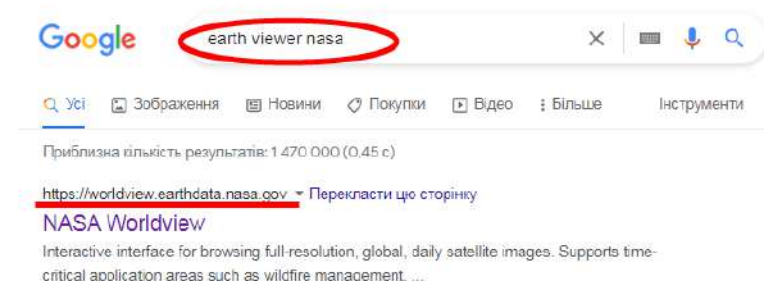 Google earth viewer nasa
Усі Зображення Новини Покупки Відео Більше Інструменти
Приблизна кількість результатів: 1 470 000 (0,45 с)
https://worldview.earthdata.nasa.gov Перекласти цю сторінку
NASA Worldview
Interactive interface for browsing full-resolution, global, daily satellite images. Supports time-
critical application areas such as wildfire management, ...